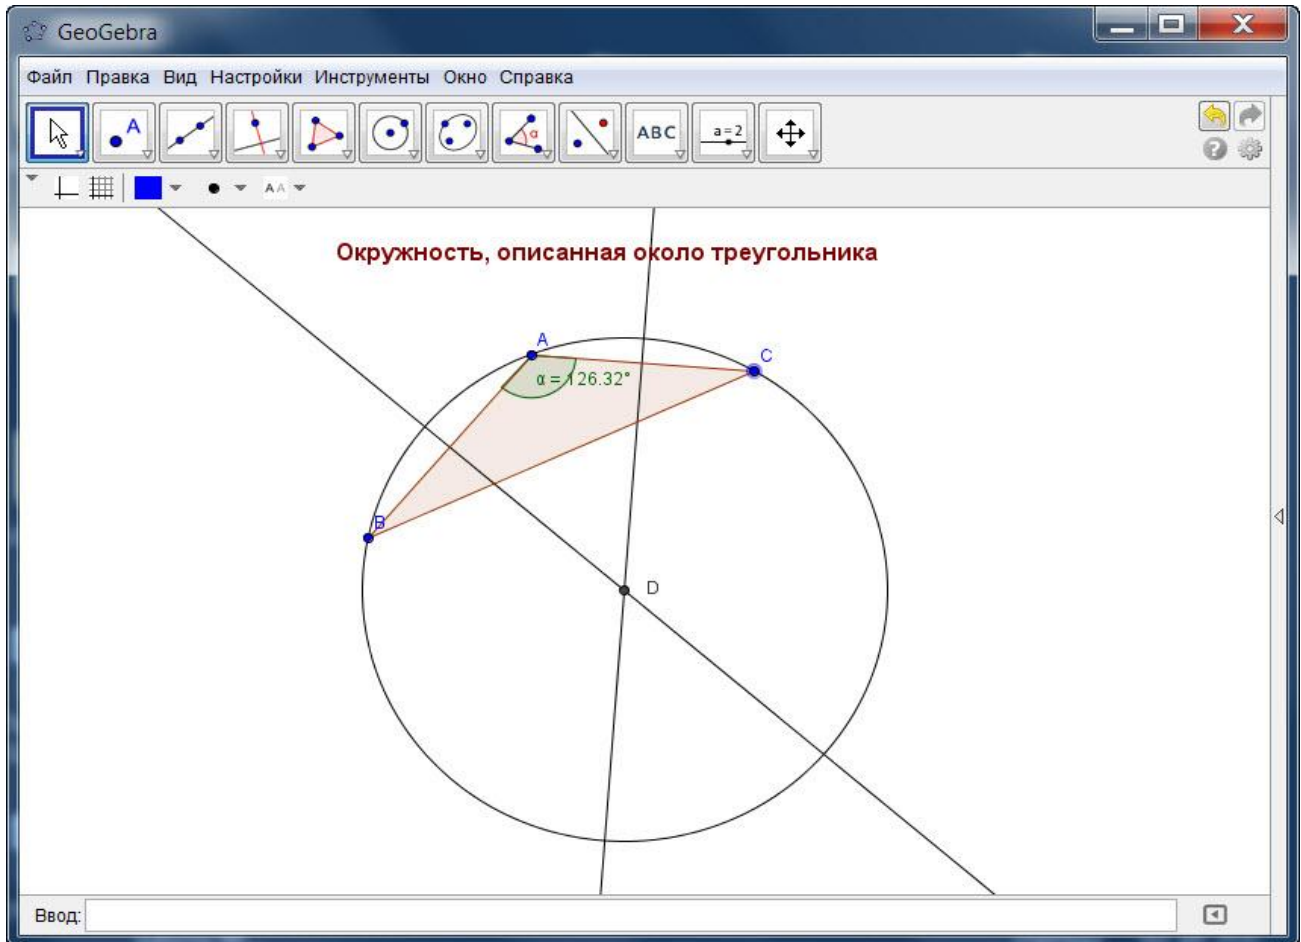 GeoGebra
Файл Правка Вид Настройки Инструменты Окно Справка
A α ABC a=2
A A
Окружность, описанная около треугольника
A
C
α = 126.32°
B
D
Ввод: